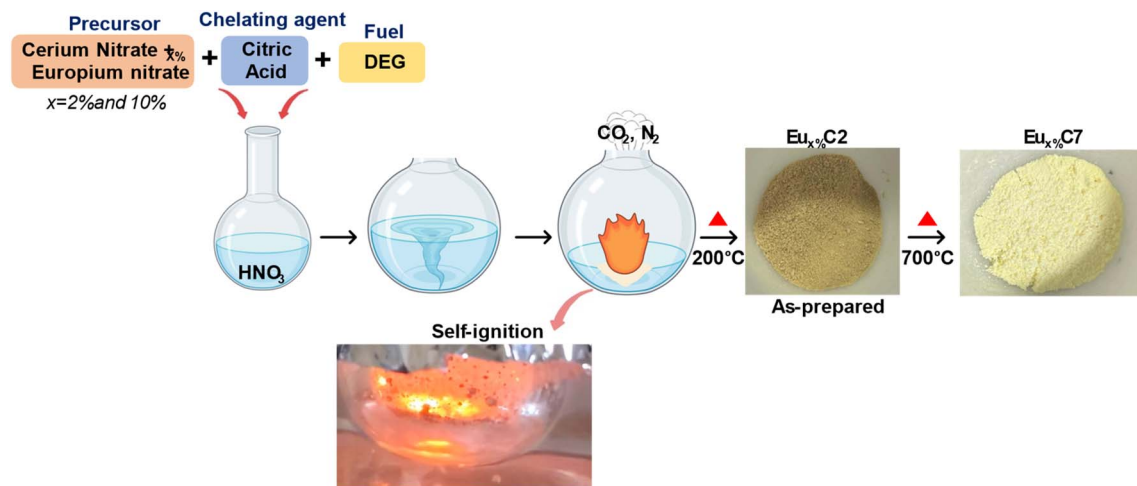 Precursor
Chelating agent
Fuel
Cerium Nitrate +x%
Europium nitrate
+
Citric
Acid
+
DEG
x=2%and 10%
HNO3
CO2, N2
200°C
Eux%C2
As-prepared
700°C
Eux%C7
Self-ignition